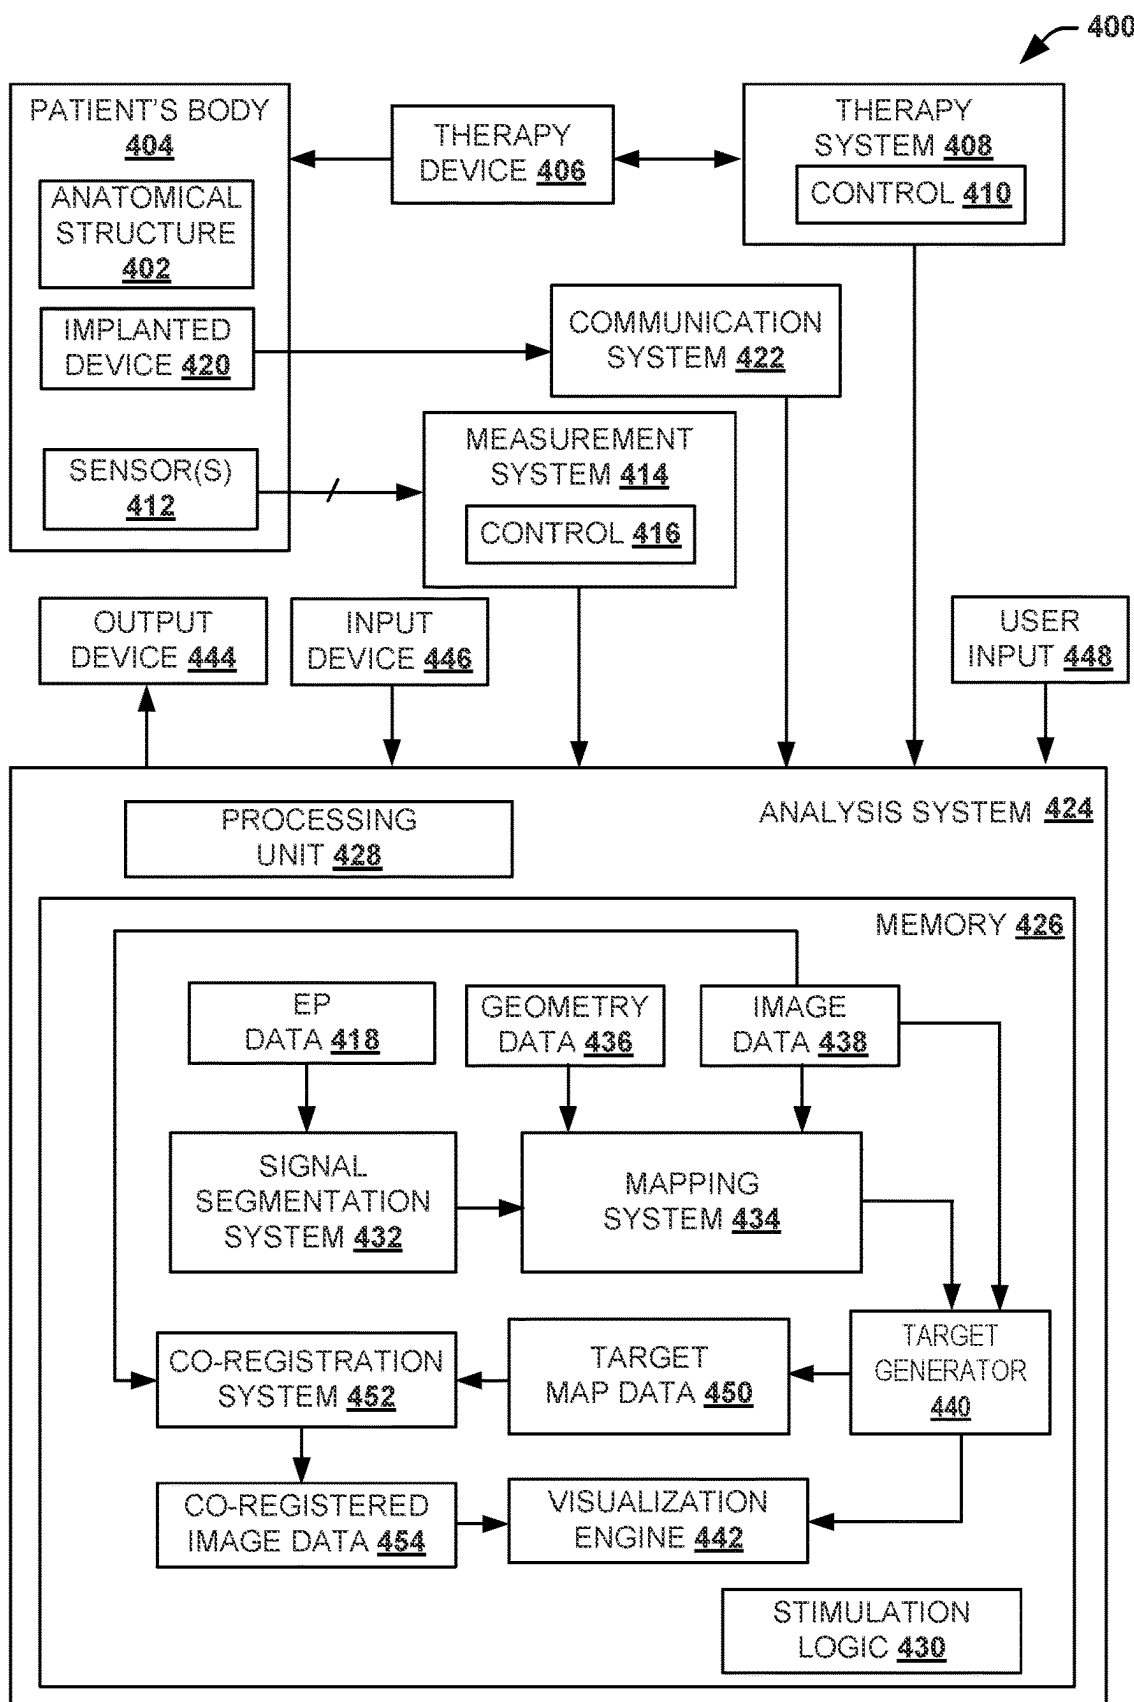 400
PATIENT'S BODY
404
ANATOMICAL
STRUCTURE
402
IMPLANTED
DEVICE 420
SENSOR(S)
412
THERAPY
DEVICE 406
THERAPY
SYSTEM 408
CONTROL 410
COMMUNICATION
SYSTEM 422
MEASUREMENT
SYSTEM 414
CONTROL 416
OUTPUT
DEVICE 444
INPUT
DEVICE 446
USER
INPUT 448
ANALYSIS SYSTEM 424
PROCESSING
UNIT 428
MEMORY 426
EP
DATA 418
GEOMETRY
DATA 436
IMAGE
DATA 438
SIGNAL
SEGMENTATION
SYSTEM 432
MAPPING
SYSTEM 434
CO-REGISTRATION
SYSTEM 452
TARGET
MAP DATA 450
TARGET
GENERATOR
440
CO-REGISTERED
IMAGE DATA 454
VISUALIZATION
ENGINE 442
STIMULATION
LOGIC 430